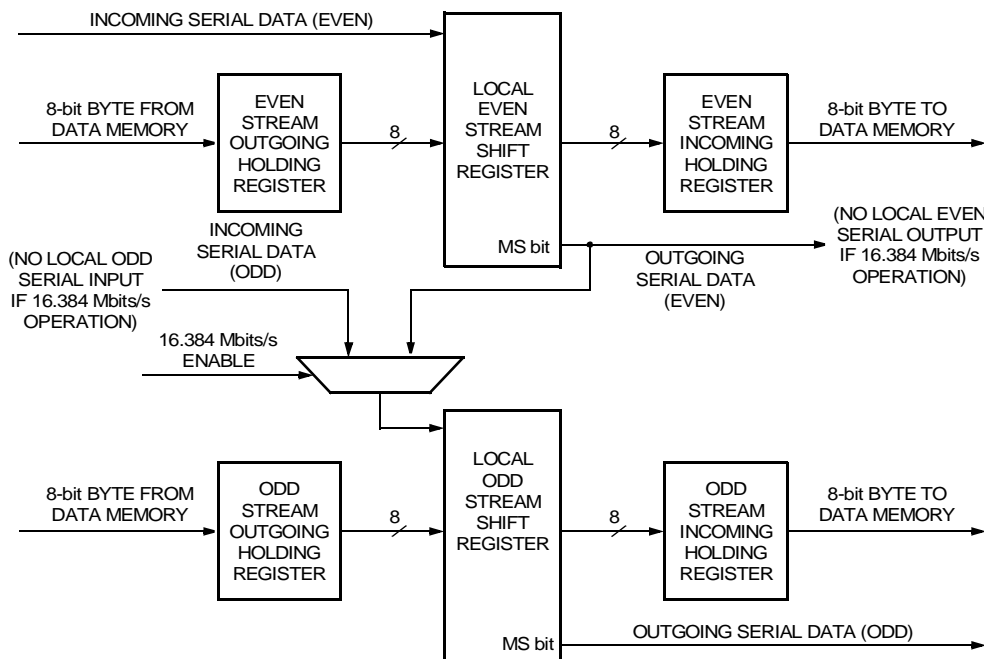 INCOMING SERIAL DATA (EVEN)
8-bit BYTE FROM
DATA MEMORY
EVEN
STREAM
OUTGOING
HOLDING
REGISTER
8
LOCAL
EVEN
STREAM
SHIFT
REGISTER
MS bit
8
EVEN
STREAM
INCOMING
HOLDING
REGISTER
8-bit BYTE TO
DATA MEMORY
INCOMING
SERIAL DATA
(ODD)
(NO LOCAL ODD
SERIAL INPUT
IF 16.384 Mbits/s
OPERATION)
OUTGOING
SERIAL DATA
(EVEN)
(NO LOCAL EVEN
SERIAL OUTPUT
IF 16.384 Mbits/s
OPERATION)
16.384 Mbits/s
ENABLE
8-bit BYTE FROM
DATA MEMORY
ODD
STREAM
OUTGOING
HOLDING
REGISTER
8
LOCAL
ODD
STREAM
SHIFT
REGISTER
MS bit
8
ODD
STREAM
INCOMING
HOLDING
REGISTER
8-bit BYTE TO
DATA MEMORY
OUTGOING SERIAL DATA (ODD)